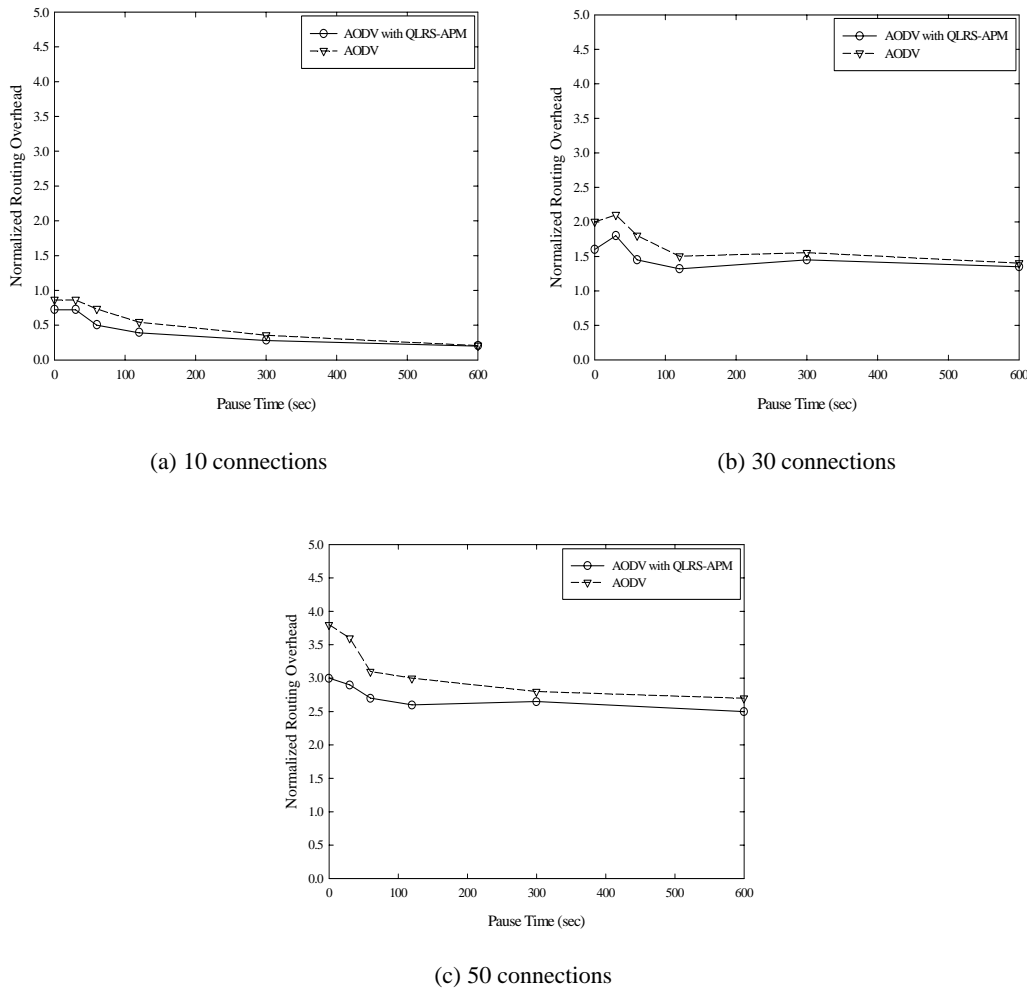 AODV with QLRS-APM
AODV
Normalized Routing Overhead
5.0
4.5
4.0
3.5
3.0
2.5
2.0
1.5
1.0
0.5
0.0
0 100 200 300 400 500 600
Pause Time (sec)
(a) 10 connections
AODV with QLRS-APM
AODV
Normalized Routing Overhead
5.0
4.5
4.0
3.5
3.0
2.5
2.0
1.5
1.0
0.5
0.0
0 100 200 300 400 500 600
Pause Time (sec)
(b) 30 connections
AODV with QLRS-APM
AODV
Normalized Routing Overhead
5.0
4.5
4.0
3.5
3.0
2.5
2.0
1.5
1.0
0.5
0.0
0 100 200 300 400 500 600
Pause Time (sec)
(c) 50 connections